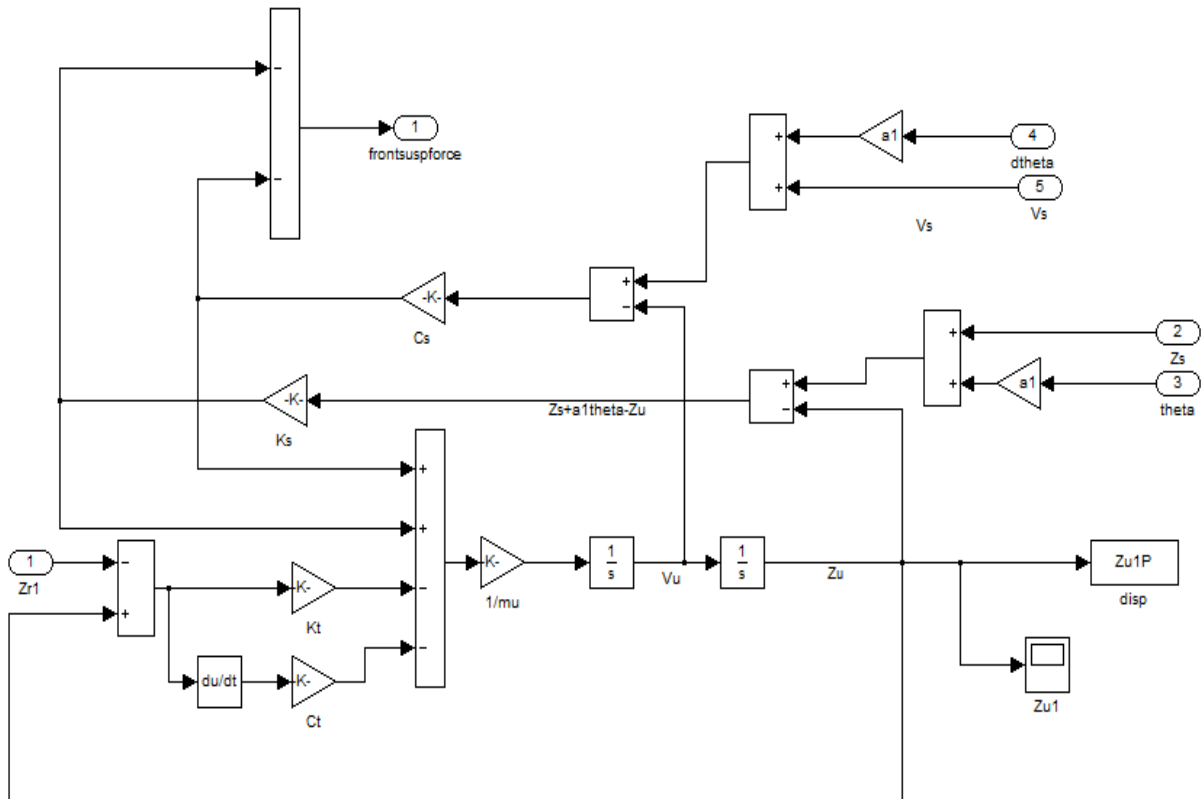 −
1
frontsuspforce
−
+
a1
4
dtheta
+
5
Vs
Vs
+
−
-K-
Cs
+
2
Zs
+
a1
3
theta
+
−
Zs+a1theta-Zu
-K-
Ks
+
+
−
−
1
Zr1
−
+
K-
Kt
du/dt
-K-
Ct
K-
1/mu
1
s
Vu
1
s
Zu
Zu1P
disp
Zu1